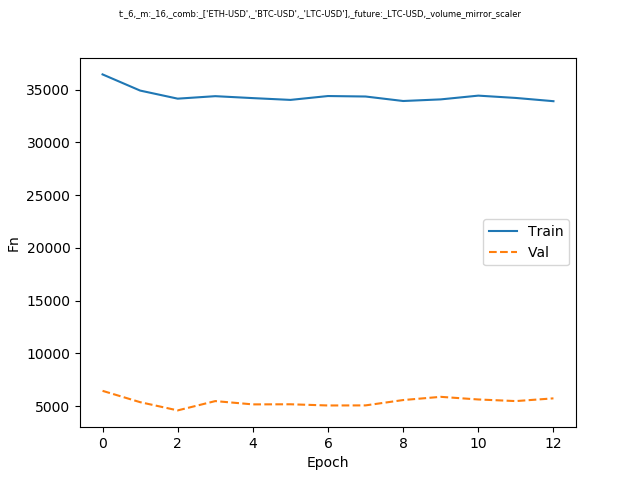 t:_6,_m:_16,_comb:_['ETH-USD',_'BTC-USD',_'LTC-USD'],_future:_LTC-USD,_volume_mirror_scaler
35000
30000
25000
20000
15000
10000
5000
Fn
Train
Val
0 2 4 6 8 10 12
Epoch